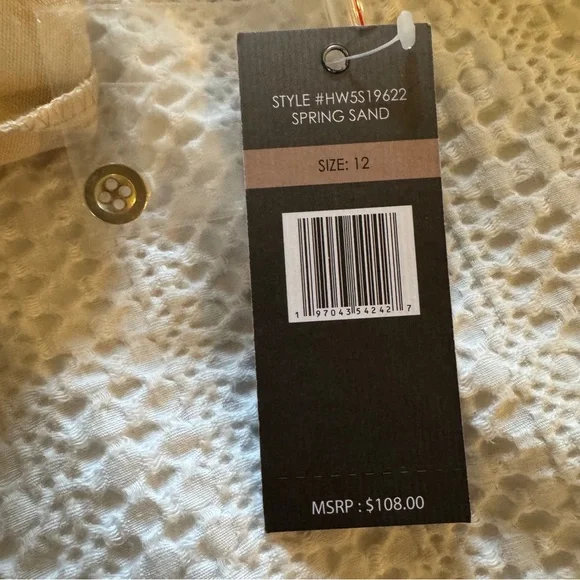 STYLE #HW5S19622
SPRING SAND
SIZE: 12
1 97043 54242 7
MSRP : $108.00